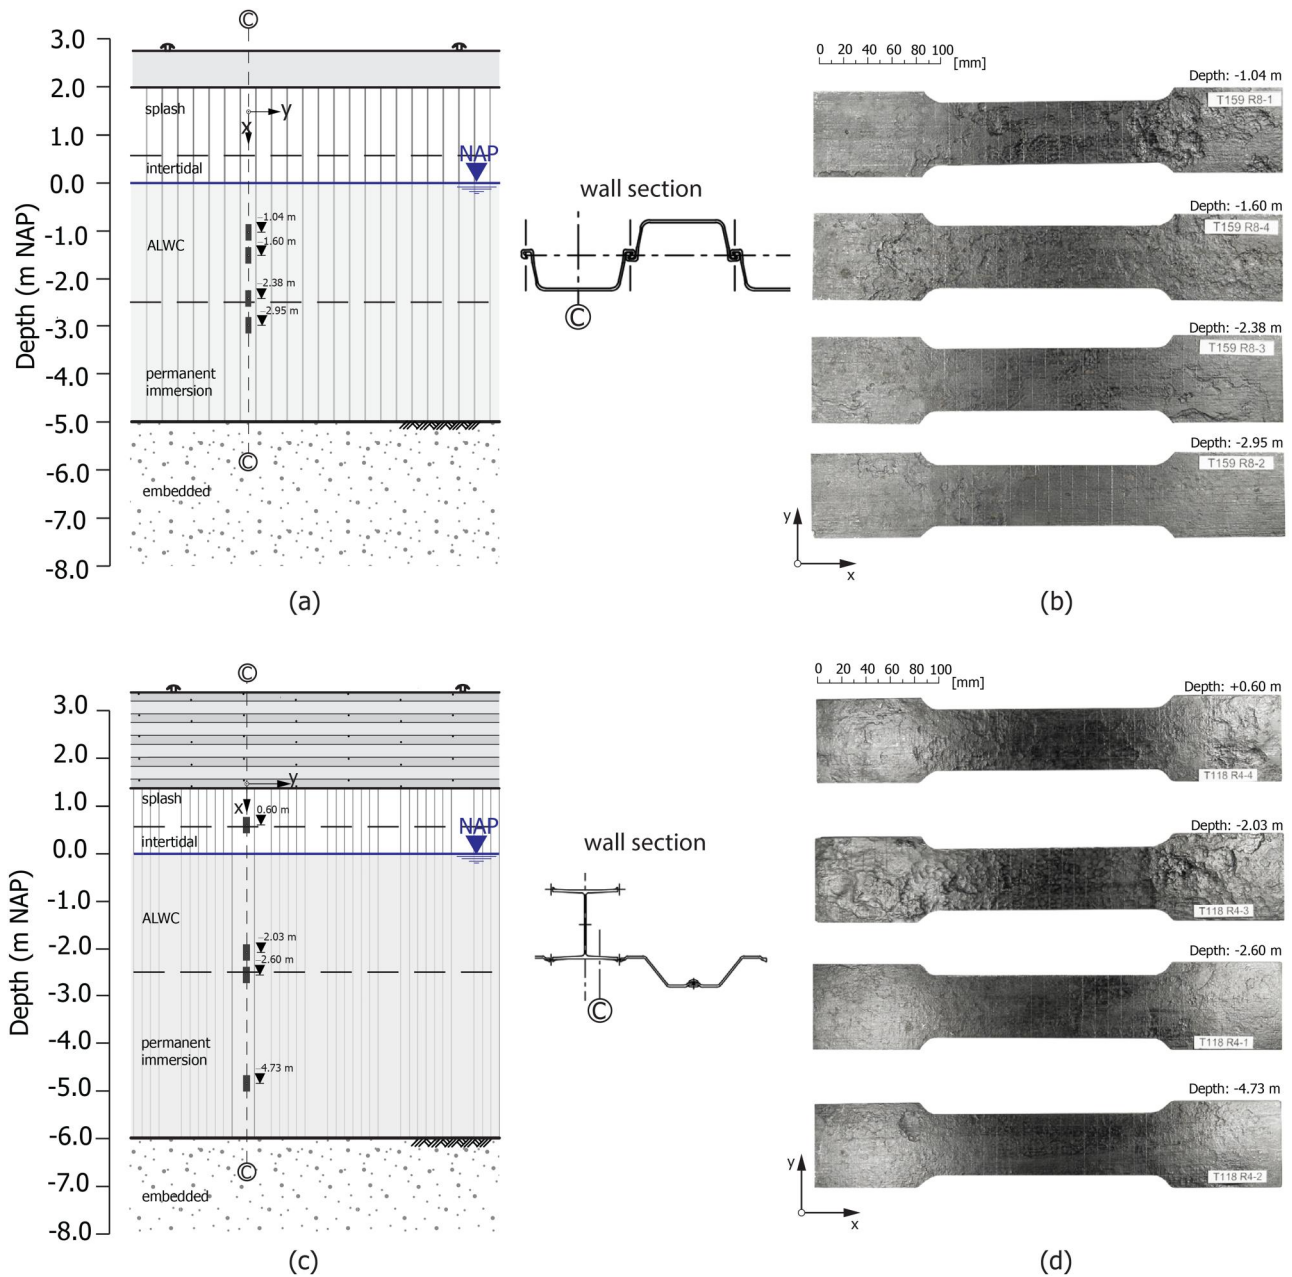 ©
3.0
2.0
1.0
0.0
-1.0
-2.0
-3.0
-4.0
-5.0
-6.0
-7.0
-8.0
Depth (m NAP)
splash
y
x
intertidal
NAP
-1.04 m
ALWC
-1.60 m
-2.38 m
-2.95 m
permanent
immersion
©
embedded
(a)
wall section
©
0 20 40 60 80 100
[mm]
Depth: -1.04 m
T159 R8-1
Depth: -1.60 m
T159 R8-4
Depth: -2.38 m
T159 R8-3
Depth: -2.95 m
T159 R8-2
y
x
(b)
©
3.0
2.0
1.0
0.0
-1.0
-2.0
-3.0
-4.0
-5.0
-6.0
-7.0
-8.0
Depth (m NAP)
y
splash
x
0.60 m
intertidal
NAP
ALWC
-2.03 m
-2.60 m
permanent
immersion
-4.73 m
©
embedded
(c)
wall section
©
0 20 40 60 80 100
[mm]
Depth: +0.60 m
T118 R4-4
Depth: -2.03 m
T118 R4-3
Depth: -2.60 m
T118 R4-1
Depth: -4.73 m
T118 R4-2
y
x
(d)